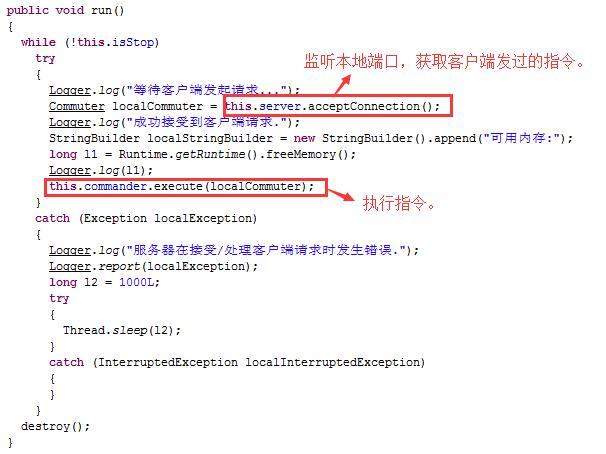 public void run()
{
while (!this.isStop)
try
监听本地端口，获取客户端发过的指令。
{
Logger.log("等待客户端发起请求...");
Commuter localCommuter = this.server.acceptConnection();
Logger.log("成功接受到客户端请求.");
StringBuilder localStringBuilder = new StringBuilder().append("可用内存:");
long l1 = Runtime.getRuntime().freeMemory();
Logger.log(l1);
this.commander.execute(localCommuter);
}
执行指令。
catch (Exception localException)
{
Logger.log("服务器在接受/处理客户端请求时发生错误.");
Logger.report(localException);
long l2 = 1000L;
try
{
Thread.sleep(l2);
}
catch (InterruptedException localInterruptedException)
{
}
}
destroy();
}